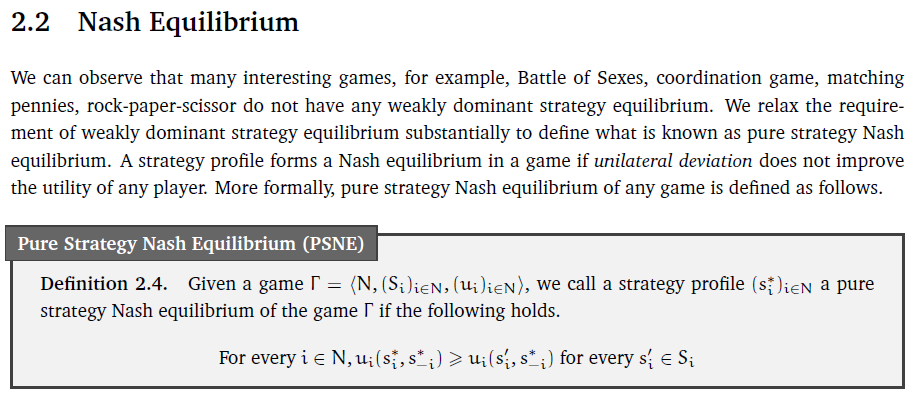 2.2 Nash Equilibrium
We can observe that many interesting games, for example, Battle of Sexes, coordination game, matching
pennies, rock-paper-scissor do not have any weakly dominant strategy equilibrium. We relax the require-
ment of weakly dominant strategy equilibrium substantially to define what is known as pure strategy Nash
equilibrium. A strategy profile forms a Nash equilibrium in a game if unilateral deviation does not improve
the utility of any player. More formally, pure strategy Nash equilibrium of any game is defined as follows.
Pure Strategy Nash Equilibrium (PSNE)
Definition 2.4. Given a game Γ = ⟨N, (Sᵢ)ᵢ∈N, (uᵢ)ᵢ∈N⟩, we call a strategy profile (sᵢ*)ᵢ∈N a pure
strategy Nash equilibrium of the game Γ if the following holds.
For every i ∈ N, uᵢ(sᵢ*, s₋ᵢ*) ⩾ uᵢ(sᵢ′, s₋ᵢ*) for every sᵢ′ ∈ Sᵢ